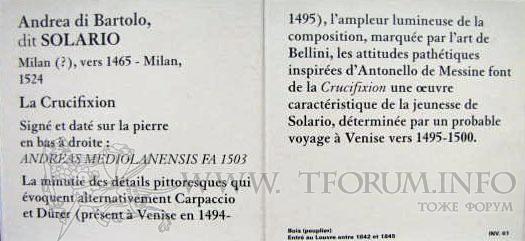 Andrea di Bartolo,
dit SOLARIO
Milan (?), vers 1465 - Milan,
1524
La Crucifixion
Signé et daté sur la pierre
en bas à droite :
ANDREAS MEDIOLANENSIS FA 1503
La minutie des détails pittoresques qui
évoquent alternativement Carpaccio
et Dürer (présent à Venise en 1494-
1495), l'ampleur lumineuse de la
composition, marquée par l'art de
Bellini, les attitudes pathétiques
inspirées d'Antonello de Messine font
de la Crucifixion une œuvre
caractéristique de la jeunesse de
Solario, déterminée par un probable
voyage à Venise vers 1495-1500.
Bois (peuplier)
Entré au Louvre entre 1842 et 1845
INV. 61
WWW.TFORUM.INFO
ТОЖЕ ФОРУМ